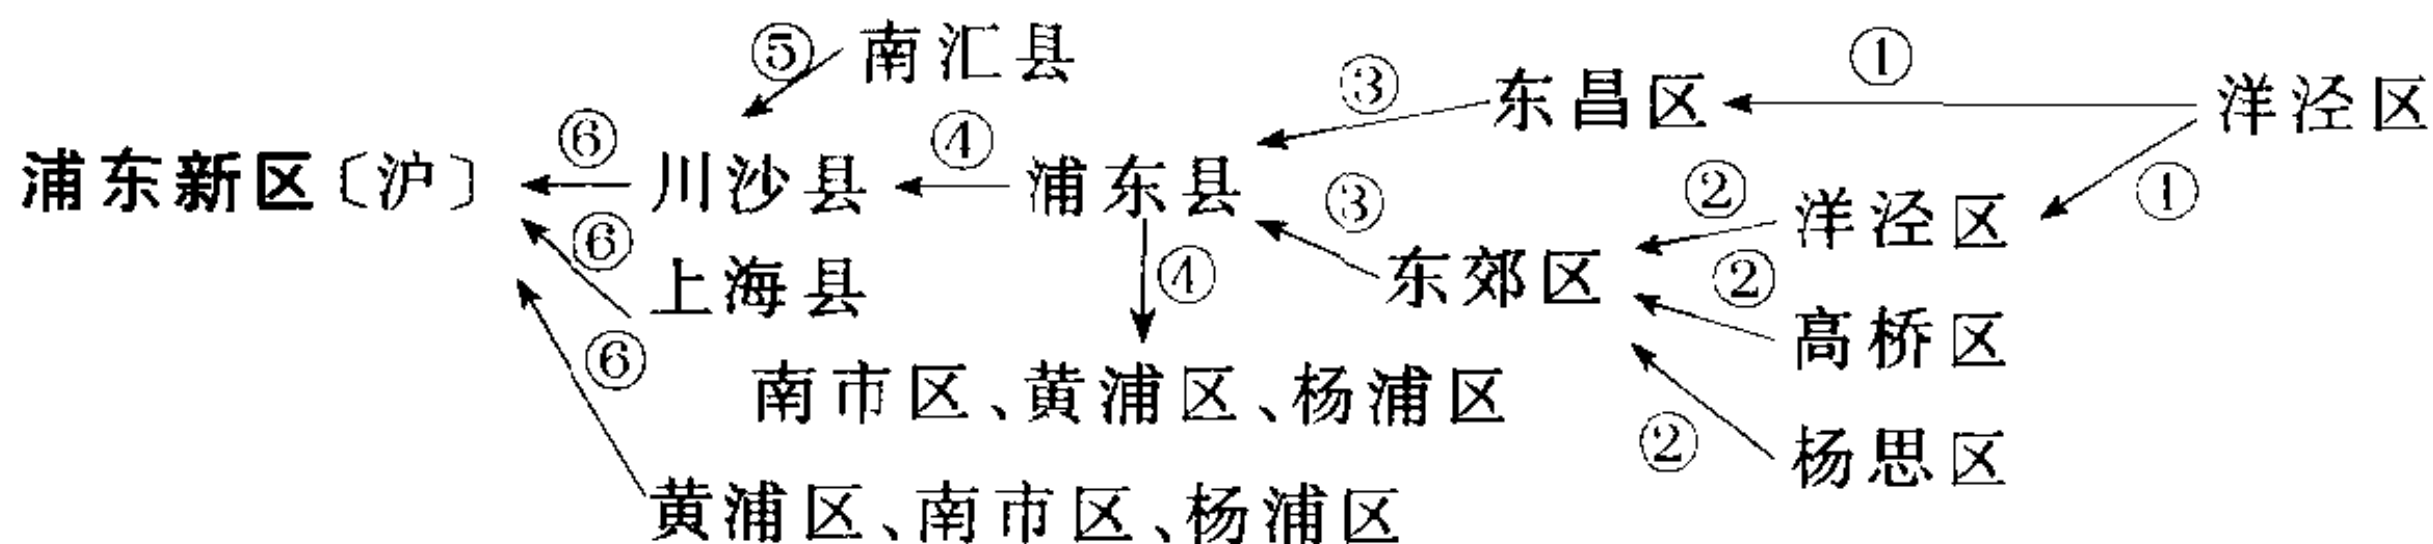 ⑤ 南汇县
③ 东昌区 ① 洋泾区
浦东新区〔沪〕 ⑥ 川沙县 ④ 浦东县
③ ② 洋泾区 ①
⑥ 上海县 ④ 东郊区 ② 高桥区
⑥ 南市区、黄浦区、杨浦区
② 杨思区
黄浦区、南市区、杨浦区